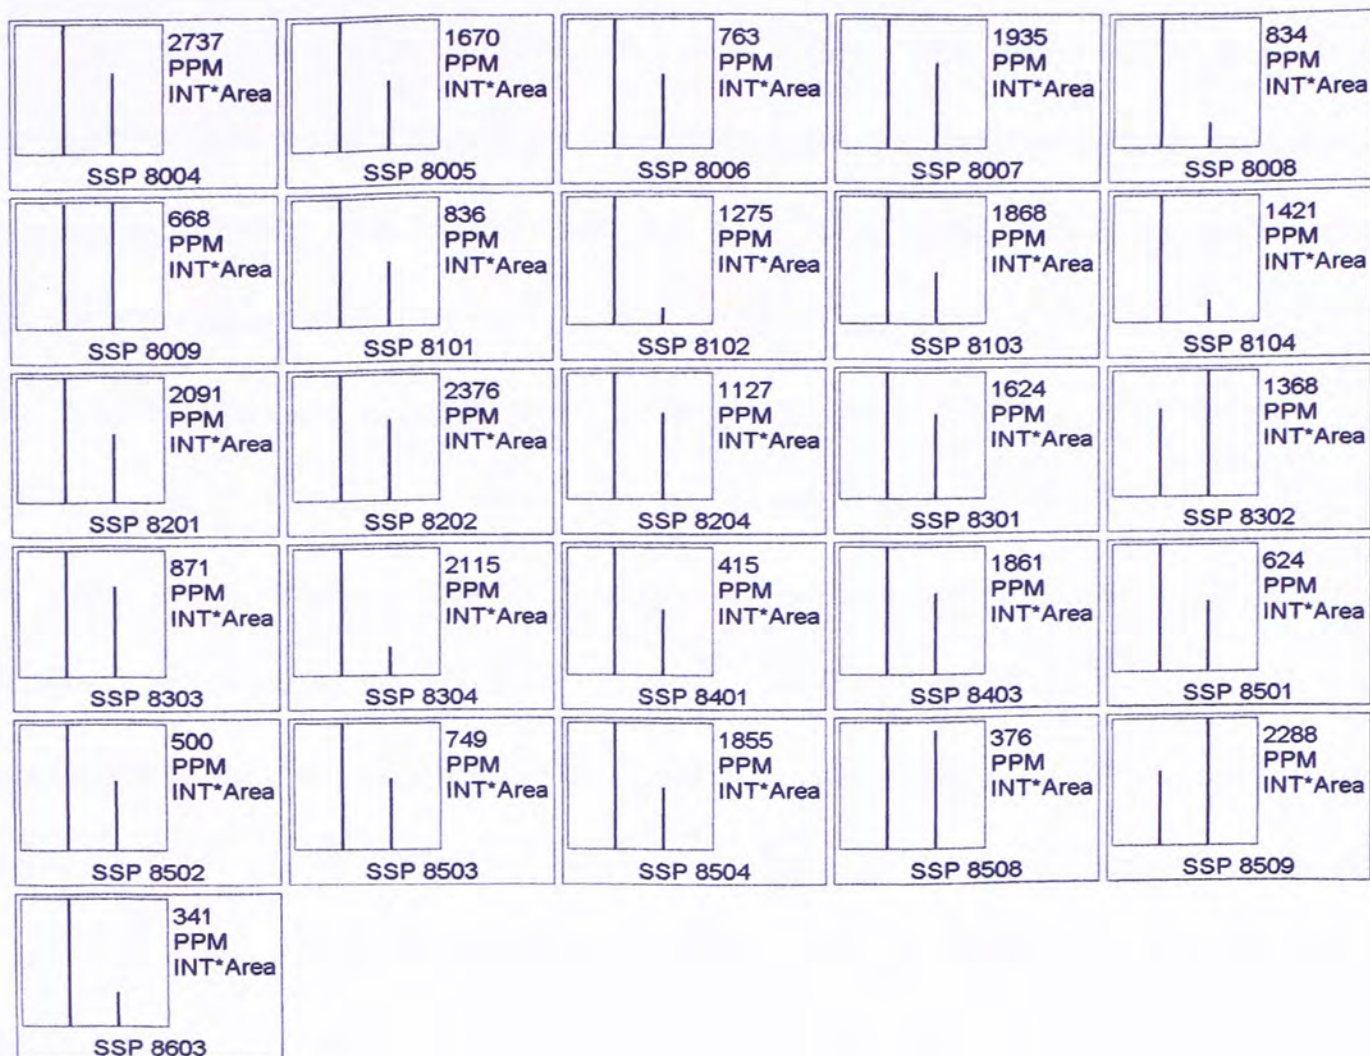 2737
PPM
INT*Area
SSP 8004
1670
PPM
INT*Area
SSP 8005
763
PPM
INT*Area
SSP 8006
1935
PPM
INT*Area
SSP 8007
834
PPM
INT*Area
SSP 8008
668
PPM
INT*Area
SSP 8009
836
PPM
INT*Area
SSP 8101
1275
PPM
INT*Area
SSP 8102
1868
PPM
INT*Area
SSP 8103
1421
PPM
INT*Area
SSP 8104
2091
PPM
INT*Area
SSP 8201
2376
PPM
INT*Area
SSP 8202
1127
PPM
INT*Area
SSP 8204
1624
PPM
INT*Area
SSP 8301
1368
PPM
INT*Area
SSP 8302
871
PPM
INT*Area
SSP 8303
2115
PPM
INT*Area
SSP 8304
415
PPM
INT*Area
SSP 8401
1861
PPM
INT*Area
SSP 8403
624
PPM
INT*Area
SSP 8501
500
PPM
INT*Area
SSP 8502
749
PPM
INT*Area
SSP 8503
1855
PPM
INT*Area
SSP 8504
376
PPM
INT*Area
SSP 8508
2288
PPM
INT*Area
SSP 8509
341
PPM
INT*Area
SSP 8603